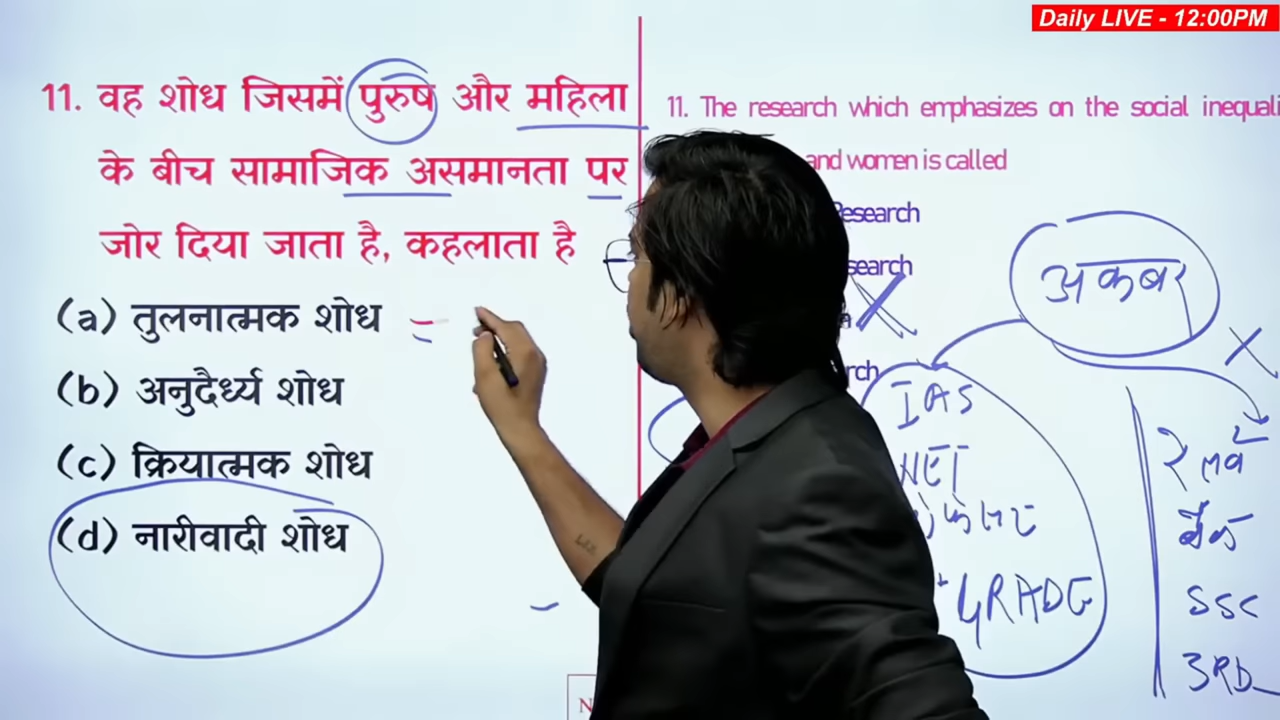 Daily LIVE - 12:00PM
11. वह शोध जिसमें पुरुष और महिला
के बीच सामाजिक असमानता पर
जोर दिया जाता है, कहलाता है
(a) तुलनात्मक शोध
(b) अनुदैर्ध्य शोध
(c) क्रियात्मक शोध
(d) नारीवादी शोध
11. The research which emphasizes on the social inequali
and women is called
Research
search
rch
अकबर
IAS
NET
GRADE
रेलवे
बैंक
SSC
3RD
N